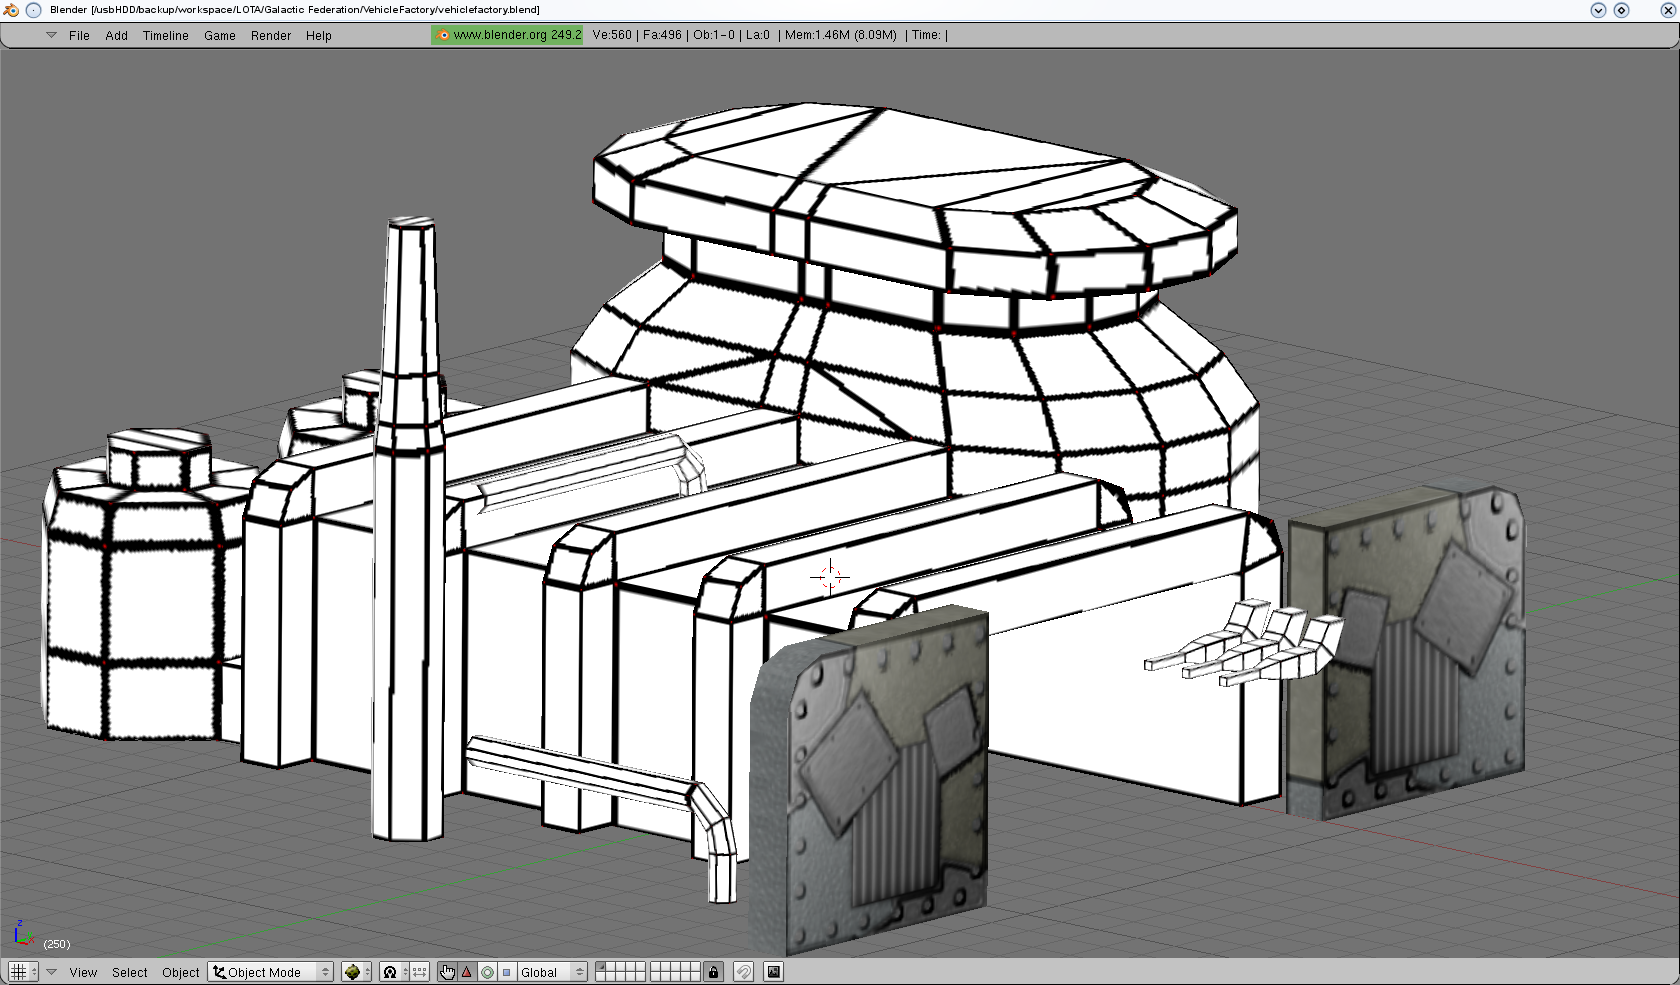 Blender [/usbHDD/backup/workspace/LOTA/Galactic Federation/VehicleFactory/vehiclefactory.blend]
File Add Timeline Game Render Help www.blender.org 249.2 Ve:560 | Fa:496 | Ob:1-0 | La:0 | Mem:1.46M (8.09M) | Time: |
z
x
(250)
View Select Object Object Mode Global